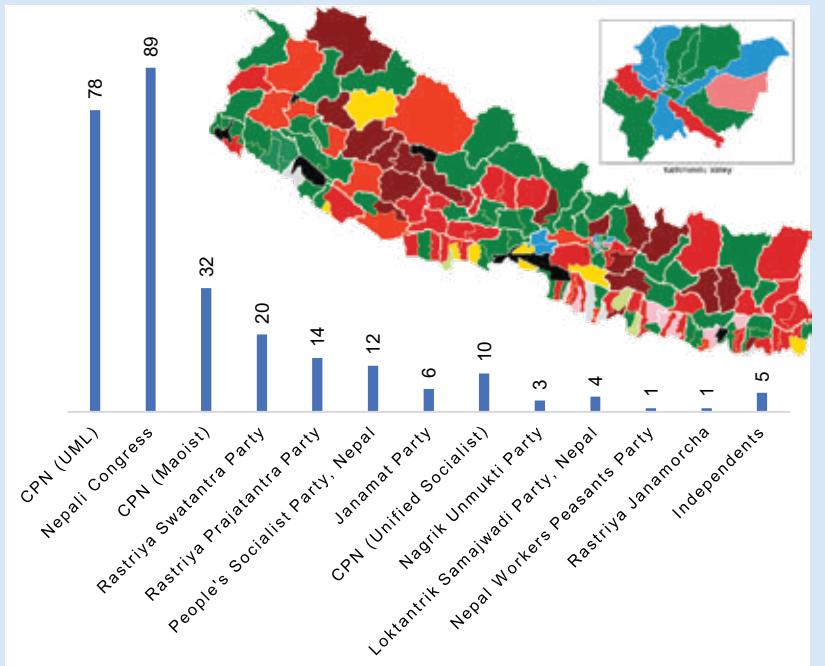 78
89
32
20
14
12
6
10
3
4
1
1
5
CPN (UML)
Nepali Congress
CPN (Maoist)
Rastriya Swatantra Party
Rastriya Prajatantra Party
People's Socialist Party, Nepal
Janamat Party
CPN (Unified Socialist)
Nagrik Unmukti Party
Loktantrik Samajwadi Party, Nepal
Nepal Workers Peasants Party
Rastriya Janamorcha
Independents
Kathmandu Valley